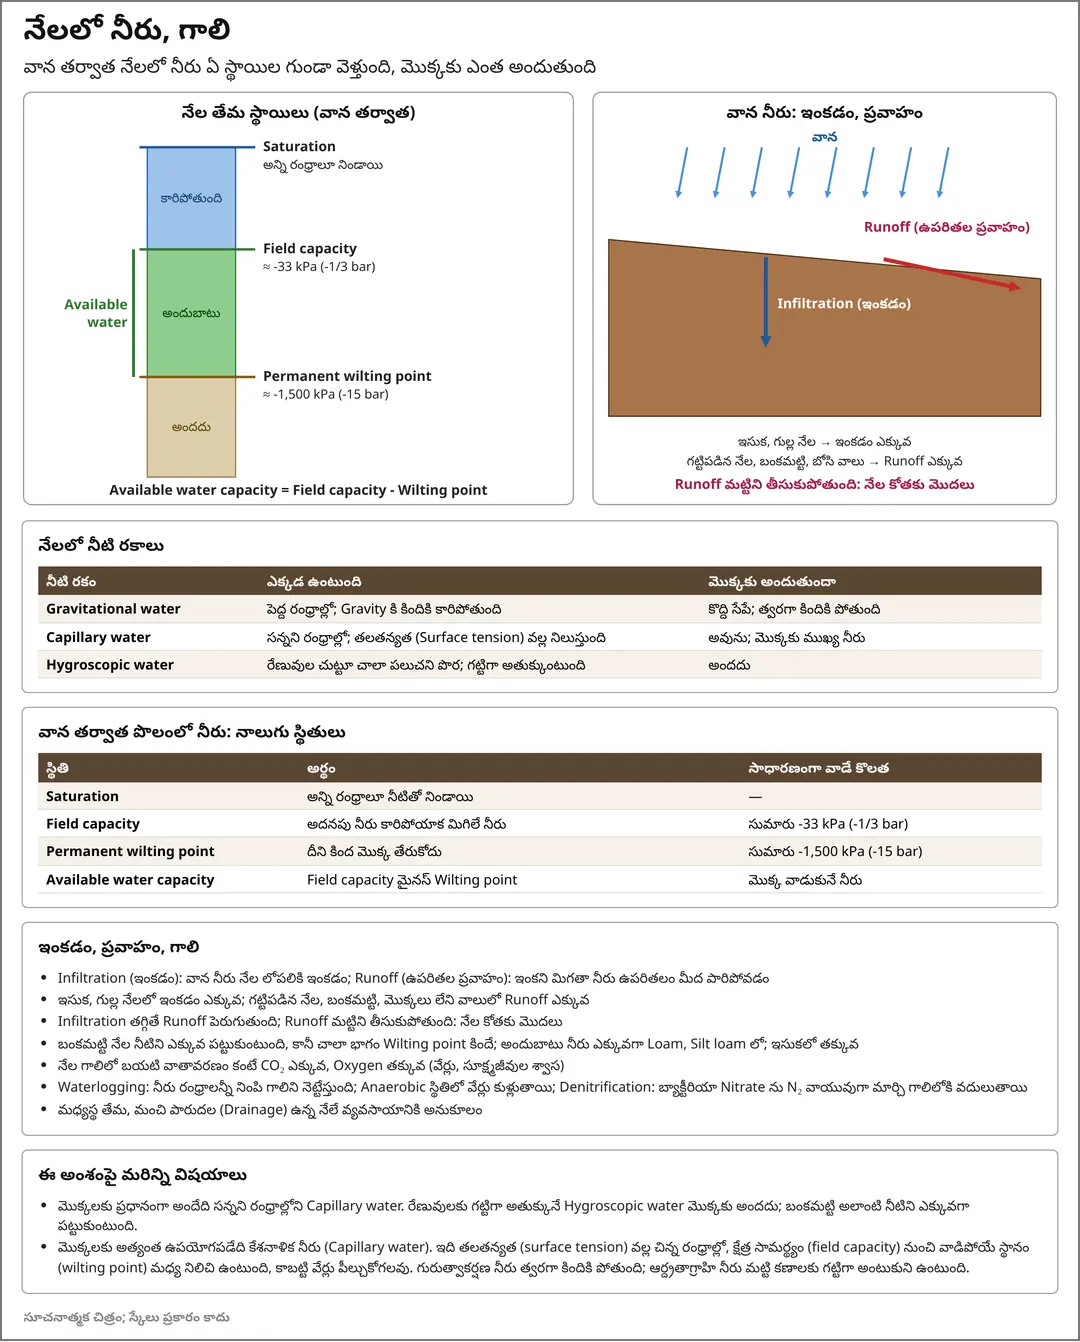 నేలలో నీరు, గాలి
వాన తర్వాత నేలలో నీరు ఏ స్థాయిల గుండా వెళ్తుంది, మొక్కకు ఎంత అందుతుంది
నేల తేమ స్థాయిలు (వాన తర్వాత)
Saturation
అన్ని రంధ్రాలూ నిండాయి
కారిపోతుంది
Field capacity
≈ -33 kPa (-1/3 bar)
Available
water
అందుబాటు
Permanent wilting point
≈ -1,500 kPa (-15 bar)
అందదు
Available water capacity = Field capacity - Wilting point
వాన నీరు: ఇంకడం, ప్రవాహం
వాన
Runoff (ఉపరితల ప్రవాహం)
Infiltration (ఇంకడం)
ఇసుక, గుల్ల నేల → ఇంకడం ఎక్కువ
గట్టిపడిన నేల, బంకమట్టి, బోసి వాలు → Runoff ఎక్కువ
Runoff మట్టిని తీసుకుపోతుంది: నేల కోతకు మొదలు
నేలలో నీటి రకాలు
నీటి రకం ఎక్కడ ఉంటుంది మొక్కకు అందుతుందా
Gravitational water పెద్ద రంధ్రాల్లో; Gravity కి కిందికి కారిపోతుంది కొద్ది సేపే; త్వరగా కిందికి పోతుంది
Capillary water సన్నని రంధ్రాల్లో; తలతన్యత (Surface tension) వల్ల నిలుస్తుంది అవును; మొక్కకు ముఖ్య నీరు
Hygroscopic water రేణువుల చుట్టూ చాలా పలుచని పొర; గట్టిగా అతుక్కుంటుంది అందదు
వాన తర్వాత పొలంలో నీరు: నాలుగు స్థితులు
స్థితి అర్థం సాధారణంగా వాడే కొలత
Saturation అన్ని రంధ్రాలూ నీటితో నిండాయి —
Field capacity అదనపు నీరు కారిపోయాక మిగిలే నీరు సుమారు -33 kPa (-1/3 bar)
Permanent wilting point దీని కింద మొక్క తేరుకోదు సుమారు -1,500 kPa (-15 bar)
Available water capacity Field capacity మైనస్ Wilting point మొక్క వాడుకునే నీరు
ఇంకడం, ప్రవాహం, గాలి
• Infiltration (ఇంకడం): వాన నీరు నేల లోపలికి ఇంకడం; Runoff (ఉపరితల ప్రవాహం): ఇంకని మిగతా నీరు ఉపరితలం మీద పారిపోవడం
• ఇసుక, గుల్ల నేలలో ఇంకడం ఎక్కువ; గట్టిపడిన నేల, బంకమట్టి, మొక్కలు లేని వాలులో Runoff ఎక్కువ
• Infiltration తగ్గితే Runoff పెరుగుతుంది; Runoff మట్టిని తీసుకుపోతుంది: నేల కోతకు మొదలు
• బంకమట్టి నేల నీటిని ఎక్కువ పట్టుకుంటుంది, కానీ చాలా భాగం Wilting point కిందే; అందుబాటు నీరు ఎక్కువగా Loam, Silt loam లో; ఇసుకలో తక్కువ
• నేల గాలిలో బయటి వాతావరణం కంటే CO₂ ఎక్కువ, Oxygen తక్కువ (వేర్లు, సూక్ష్మజీవుల శ్వాస)
• Waterlogging: నీరు రంధ్రాలన్నీ నింపి గాలిని నెట్టేస్తుంది; Anaerobic స్థితిలో వేర్లు కుళ్లుతాయి; Denitrification: బ్యాక్టీరియా Nitrate ను N₂ వాయువుగా మార్చి గాలిలోకి వదులుతాయి
• మధ్యస్థ తేమ, మంచి పారుదల (Drainage) ఉన్న నేలే వ్యవసాయానికి అనుకూలం
ఈ అంశంపై మరిన్ని విషయాలు
• మొక్కలకు ప్రధానంగా అందేది సన్నని రంధ్రాల్లోని Capillary water. రేణువులకు గట్టిగా అతుక్కునే Hygroscopic water మొక్కకు అందదు; బంకమట్టి అలాంటి నీటిని ఎక్కువగా
పట్టుకుంటుంది.
• మొక్కలకు అత్యంత ఉపయోగపడేది కేశనాళిక నీరు (Capillary water). ఇది తలతన్యత (surface tension) వల్ల చిన్న రంధ్రాల్లో, క్షేత్ర సామర్థ్యం (field capacity) నుంచి వాడిపోయే స్థానం
(wilting point) మధ్య నిలిచి ఉంటుంది, కాబట్టి వేర్లు పీల్చుకోగలవు. గురుత్వాకర్షణ నీరు త్వరగా కిందికి పోతుంది; ఆర్ద్రతాగ్రాహి నీరు మట్టి కణాలకు గట్టిగా అంటుకుని ఉంటుంది.
సూచనాత్మక చిత్రం; స్కేలు ప్రకారం కాదు